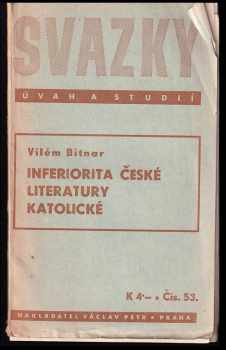 SVAZKY
ÚVAH A STUDIÍ
Vilém Bitnar
INFERIORITA ČESKÉ
LITERATURY
KATOLICKÉ
K 4·— • Čís. 53.
NAKLADATEL VÁCLAV PETR • PRAHA